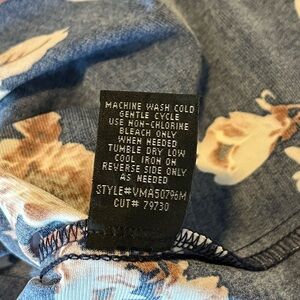 MACHINE WASH COLD
GENTLE CYCLE
USE NON-CHLORINE
BLEACH ONLY
WHEN NEEDED
TUMBLE DRY LOW
COOL IRON ON
REVERSE SIDE ONLY
AS NEEDED
STYLE#VMA50796M
CUT# 79730